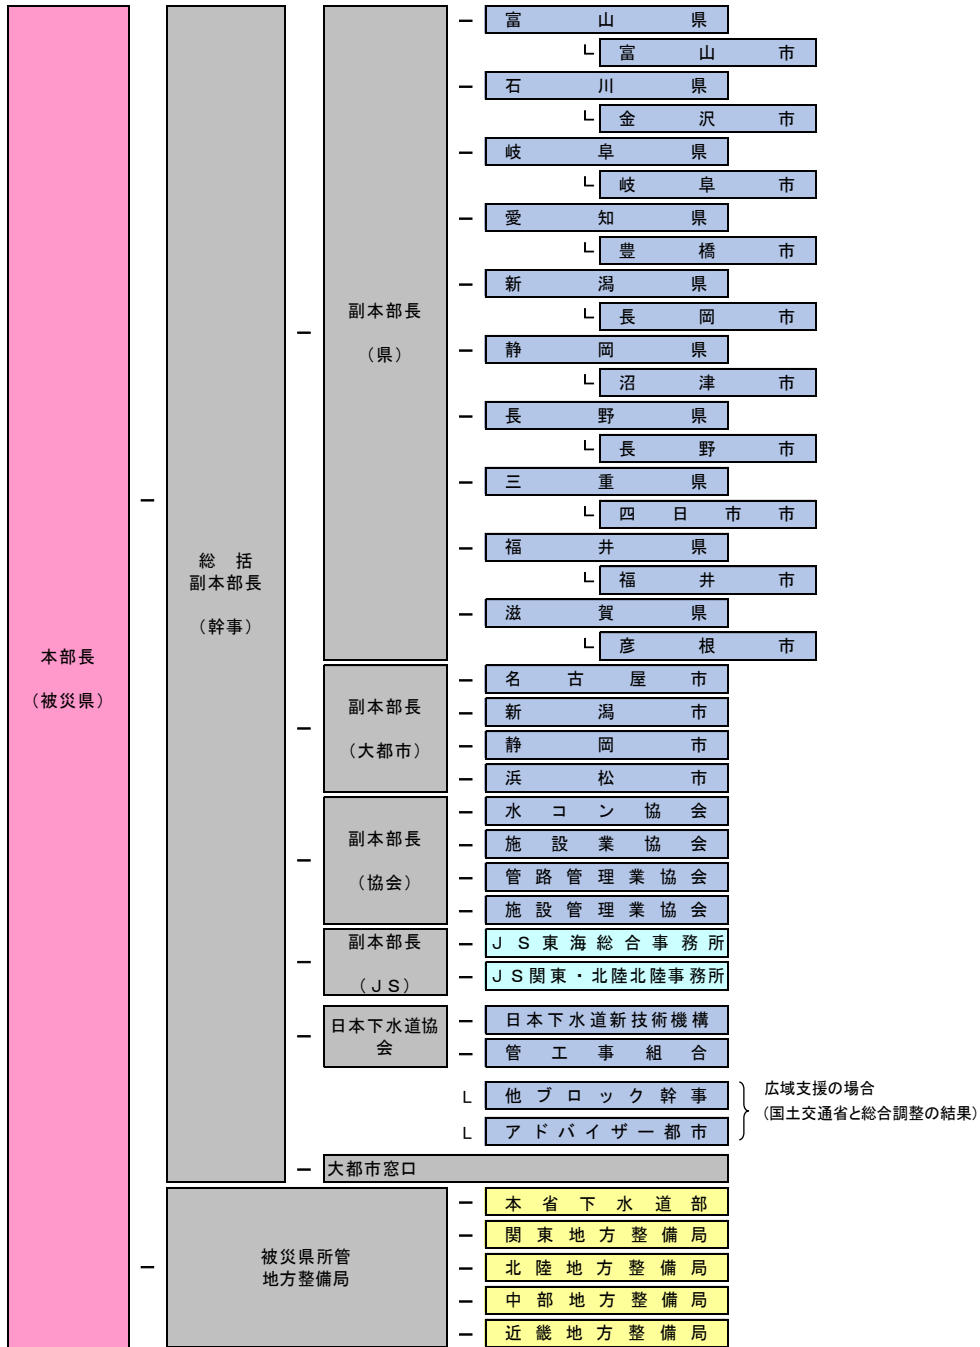 本部長
（被災県）
総　括
副本部長
（幹事）
副本部長
（県）
富山県
富山市
石川県
金沢市
岐阜県
岐阜市
愛知県
豊橋市
新潟県
長岡市
静岡県
沼津市
長野県
長野市
三重県
四日市市
福井県
福井市
滋賀県
彦根市
副本部長
（大都市）
名古屋市
新潟市
静岡市
浜松市
副本部長
（協会）
水コン協会
施設業協会
管路管理業協会
施設管理業協会
副本部長
（ＪＳ）
ＪＳ東海総合事務所
ＪＳ関東・北陸北陸事務所
日本下水道協
会
日本下水道新技術機構
管工事組合
他ブロック幹事
アドバイザー都市
広域支援の場合
（国土交通省と総合調整の結果）
大都市窓口
被災県所管
地方整備局
本省下水道部
関東地方整備局
北陸地方整備局
中部地方整備局
近畿地方整備局